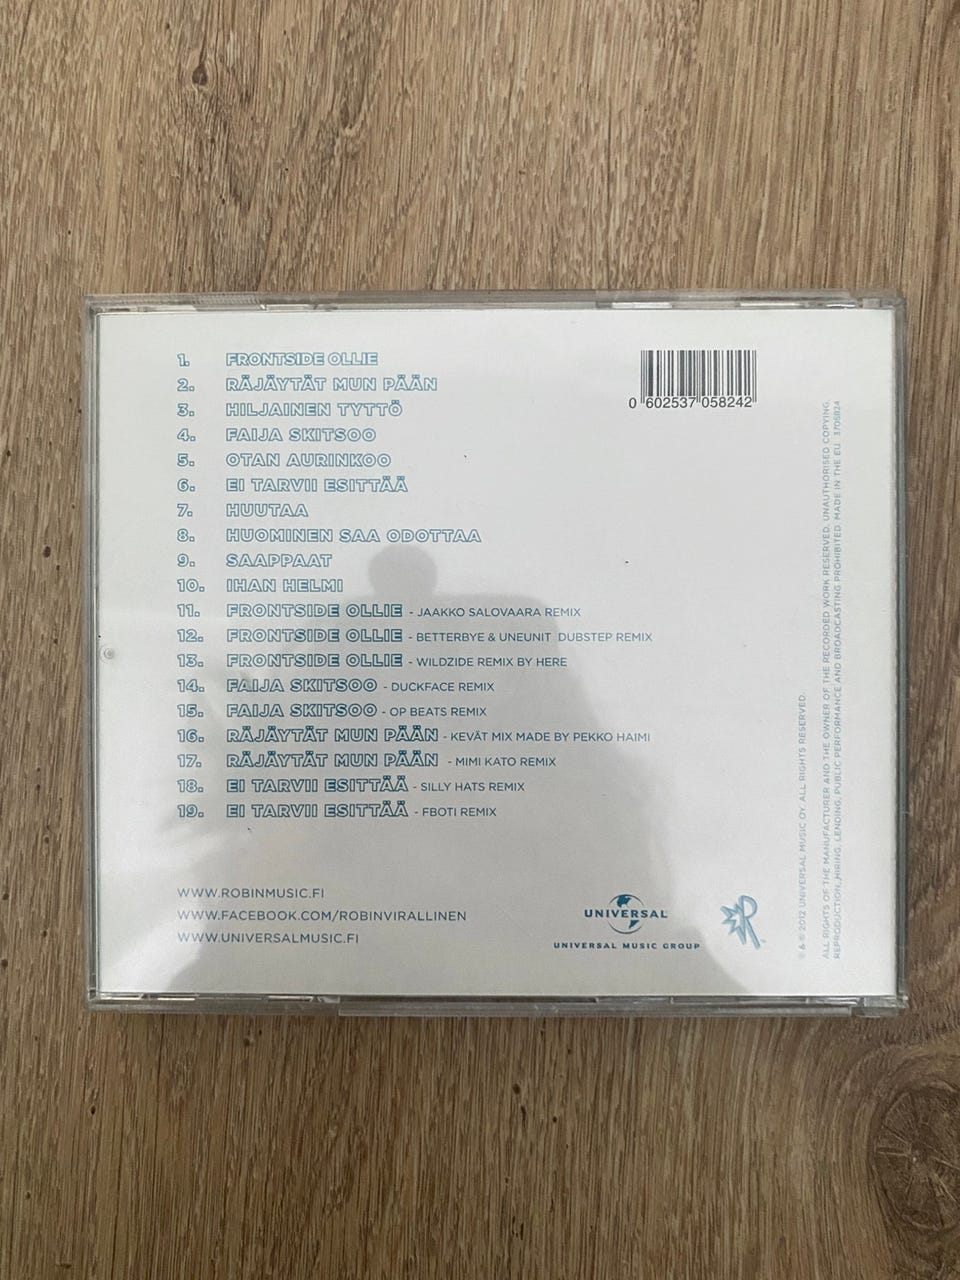 1. FRONTSIDE OLLIE
2. RÄJÄYTÄT MUN PÄÄN
3. HILJAINEN TYTTÖ
4. FAIJA SKITSOO
5. OTAN AURINKOO
6. EI TARVII ESITTÄÄ
7. HUUTAA
8. HUOMINEN SAA ODOTTAA
9. SAAPPAAT
10. IHAN HELMI
11. FRONTSIDE OLLIE - JAAKKO SALOVAARA REMIX
12. FRONTSIDE OLLIE - BETTERBYE & UNEUNIT DUBSTEP REMIX
13. FRONTSIDE OLLIE - WILDZIDE REMIX BY HERE
14. FAIJA SKITSOO - DUCKFACE REMIX
15. FAIJA SKITSOO - OP BEATS REMIX
16. RÄJÄYTÄT MUN PÄÄN - KEVÄT MIX MADE BY PEKKO HAIMI
17. RÄJÄYTÄT MUN PÄÄN - MIMI KATO REMIX
18. EI TARVII ESITTÄÄ - SILLY HATS REMIX
19. EI TARVII ESITTÄÄ - FBOTI REMIX
WWW.ROBINMUSIC.FI
WWW.FACEBOOK.COM/ROBINVIRALLINEN
WWW.UNIVERSALMUSIC.FI
0 602537 058242
UNIVERSAL
UNIVERSAL MUSIC GROUP
R
℗ & © 2012 UNIVERSAL MUSIC OY. ALL RIGHTS RESERVED.
ALL RIGHTS OF THE MANUFACTURER AND THE OWNER OF THE RECORDED WORK RESERVED. UNAUTHORISED COPYING,
REPRODUCTION, HIRING, LENDING, PUBLIC PERFORMANCE AND BROADCASTING PROHIBITED. MADE IN THE EU. 3705824